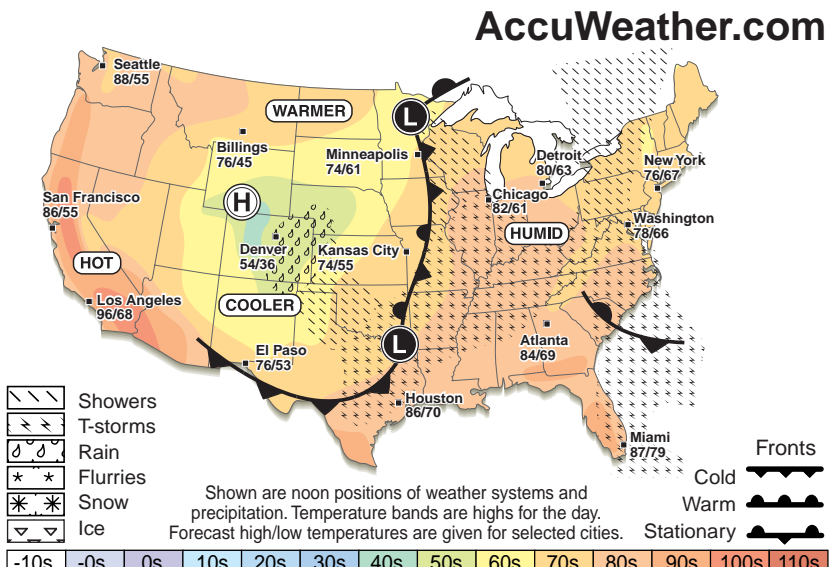 AccuWeather.com
Seattle
88/55
WARMER
L
Billings
76/45
Minneapolis
74/61
Detroit
80/63
New York
76/67
San Francisco
86/55
H
Chicago
82/61
Washington
78/66
Denver
54/36
Kansas City
74/55
HUMID
HOT
Los Angeles
96/68
COOLER
L
Atlanta
84/69
El Paso
76/53
Houston
86/70
Miami
87/79
Showers
T-storms
Rain
Flurries
Snow
Ice
Shown are noon positions of weather systems and
precipitation. Temperature bands are highs for the day.
Forecast high/low temperatures are given for selected cities.
Fronts
Cold
Warm
Stationary
-10s -0s 0s 10s 20s 30s 40s 50s 60s 70s 80s 90s 100s 110s